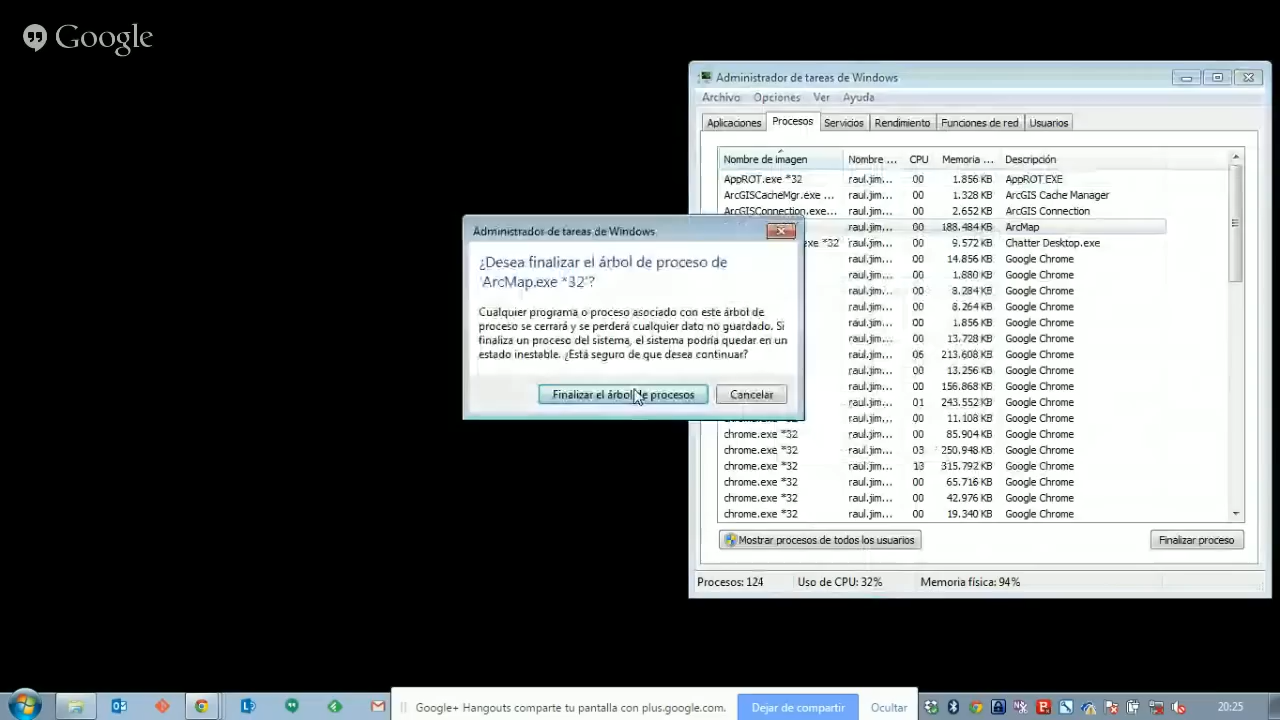 Google
Administrador de tareas de Windows
Archivo Opciones Ver Ayuda
Aplicaciones Procesos Servicios Rendimiento Funciones de red Usuarios
Nombre de imagen Nombre ... CPU Memoria ... Descripción
AppROT.exe *32 raul.jim... 00 1.856 KB AppROT EXE
ArcGISCacheMgr.exe ... raul.jim... 00 1.328 KB ArcGIS Cache Manager
ArcGISConnection.exe... raul.jim... 00 2.652 KB ArcGIS Connection
raul.jim... 00 188.484 KB ArcMap
exe *32 raul.jim... 00 9.572 KB Chatter Desktop.exe
raul.jim... 00 14.856 KB Google Chrome
raul.jim... 00 1.880 KB Google Chrome
raul.jim... 00 8.284 KB Google Chrome
raul.jim... 00 8.264 KB Google Chrome
raul.jim... 00 1.856 KB Google Chrome
raul.jim... 00 13.728 KB Google Chrome
raul.jim... 06 213.608 KB Google Chrome
raul.jim... 00 13.256 KB Google Chrome
raul.jim... 00 156.868 KB Google Chrome
raul.jim... 01 243.552 KB Google Chrome
raul.jim... 00 11.108 KB Google Chrome
chrome.exe *32 raul.jim... 00 85.904 KB Google Chrome
chrome.exe *32 raul.jim... 03 250.948 KB Google Chrome
chrome.exe *32 raul.jim... 13 315.792 KB Google Chrome
chrome.exe *32 raul.jim... 00 65.716 KB Google Chrome
chrome.exe *32 raul.jim... 00 42.976 KB Google Chrome
chrome.exe *32 raul.jim... 00 19.340 KB Google Chrome
Mostrar procesos de todos los usuarios Finalizar proceso
Procesos: 124 Uso de CPU: 32% Memoria física: 94%
Administrador de tareas de Windows
¿Desea finalizar el árbol de proceso de
'ArcMap.exe *32'?
Cualquier programa o proceso asociado con este árbol de
proceso se cerrará y se perderá cualquier dato no guardado. Si
finaliza un proceso del sistema, el sistema podría quedar en un
estado inestable. ¿Está seguro de que desea continuar?
Finalizar el árbol de procesos Cancelar
Google+ Hangouts comparte tu pantalla con plus.google.com. Dejar de compartir Ocultar
20:25